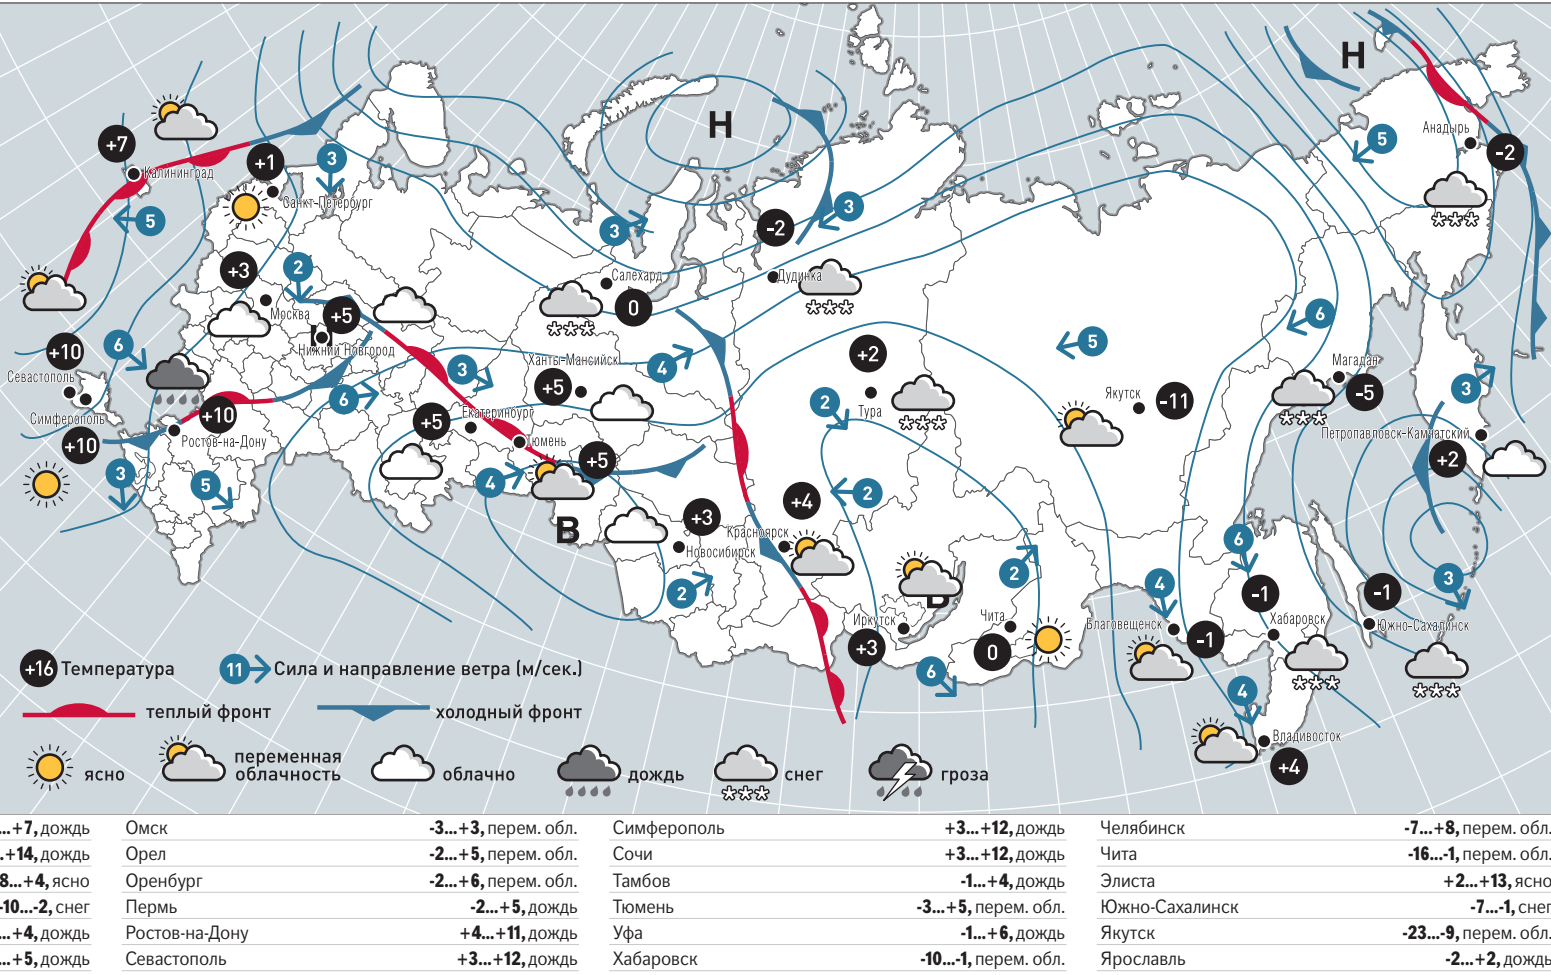 Н
Н
5
Анадырь
-2
+7
Калининград
+1
3
Санкт-Петербург
5
3
3
-2
+3
2
Салехард
0
Дудинка
Москва
+5
Н
Нижний Новгород
6
5
+10
6
Севастополь
Симферополь
+10
+10
Ростов-на-Дону
3
5
6
3
Ханты-Мансийск
4
+5
Екатеринбург
+5
Тюмень
+5
4
В
+2
2
Тура
Якутск
-11
Магадан
-5
3
Петропавловск-Камчатский
+2
+3
Новосибирск
2
Красноярск
+4
2
В
2
Иркутск
+3
Чита
0
6
4
Благовещенск
-1
6
-1
Хабаровск
-1
Южно-Сахалинск
3
4
Владивосток
+4
+16 Температура
11 Сила и направление ветра (м/сек.)
теплый фронт
холодный фронт
ясно
переменная
облачность
облачно
дождь
снег
гроза
...+7, дождь
.+14, дождь
8...+4, ясно
-10...-2, снег
...+4, дождь
...+5, дождь
Омск -3...+3, перем. обл.
Орел -2...+5, перем. обл.
Оренбург -2...+6, перем. обл.
Пермь -2...+5, дождь
Ростов-на-Дону +4...+11, дождь
Севастополь +3...+12, дождь
Симферополь +3...+12, дождь
Сочи +3...+12, дождь
Тамбов -1...+4, дождь
Тюмень -3...+5, перем. обл.
Уфа -1...+6, дождь
Хабаровск -10...-1, перем. обл.
Челябинск -7...+8, перем. обл.
Чита -16...-1, перем. обл.
Элиста +2...+13, ясно
Южно-Сахалинск -7...-1, снег
Якутск -23...-9, перем. обл.
Ярославль -2...+2, дождь